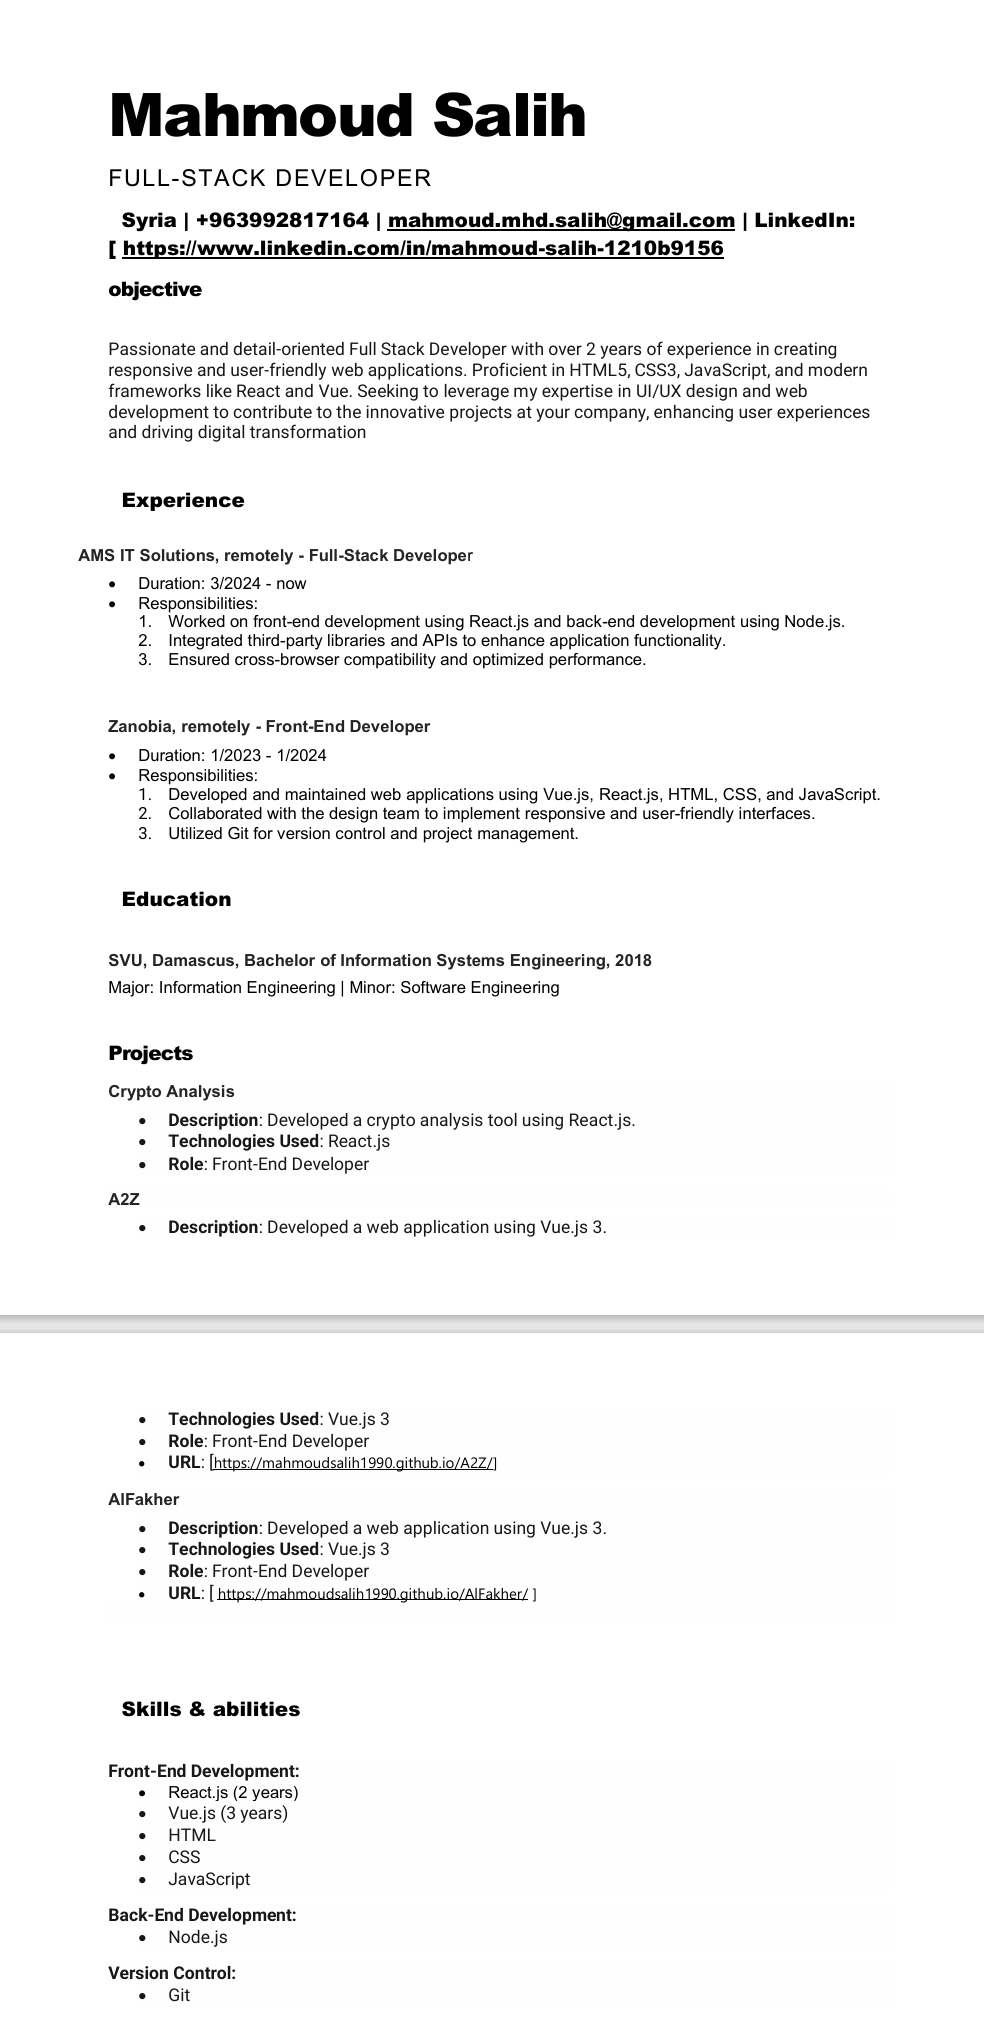 Mahmoud Salih
FULL-STACK DEVELOPER
Syria | +963992817164 | mahmoud.mhd.salih@gmail.com | LinkedIn:
[ https://www.linkedin.com/in/mahmoud-salih-1210b9156
objective
Passionate and detail-oriented Full Stack Developer with over 2 years of experience in creating
responsive and user-friendly web applications. Proficient in HTML5, CSS3, JavaScript, and modern
frameworks like React and Vue. Seeking to leverage my expertise in UI/UX design and web
development to contribute to the innovative projects at your company, enhancing user experiences
and driving digital transformation
Experience
AMS IT Solutions, remotely - Full-Stack Developer
• Duration: 3/2024 - now
• Responsibilities:
1. Worked on front-end development using React.js and back-end development using Node.js.
2. Integrated third-party libraries and APIs to enhance application functionality.
3. Ensured cross-browser compatibility and optimized performance.
Zanobia, remotely - Front-End Developer
• Duration: 1/2023 - 1/2024
• Responsibilities:
1. Developed and maintained web applications using Vue.js, React.js, HTML, CSS, and JavaScript.
2. Collaborated with the design team to implement responsive and user-friendly interfaces.
3. Utilized Git for version control and project management.
Education
SVU, Damascus, Bachelor of Information Systems Engineering, 2018
Major: Information Engineering | Minor: Software Engineering
Projects
Crypto Analysis
• Description: Developed a crypto analysis tool using React.js.
• Technologies Used: React.js
• Role: Front-End Developer
A2Z
• Description: Developed a web application using Vue.js 3.
• Technologies Used: Vue.js 3
• Role: Front-End Developer
• URL: [https://mahmoudsalih1990.github.io/A2Z/]
AlFakher
• Description: Developed a web application using Vue.js 3.
• Technologies Used: Vue.js 3
• Role: Front-End Developer
• URL: [ https://mahmoudsalih1990.github.io/AlFakher/ ]
Skills & abilities
Front-End Development:
• React.js (2 years)
• Vue.js (3 years)
• HTML
• CSS
• JavaScript
Back-End Development:
• Node.js
Version Control:
• Git